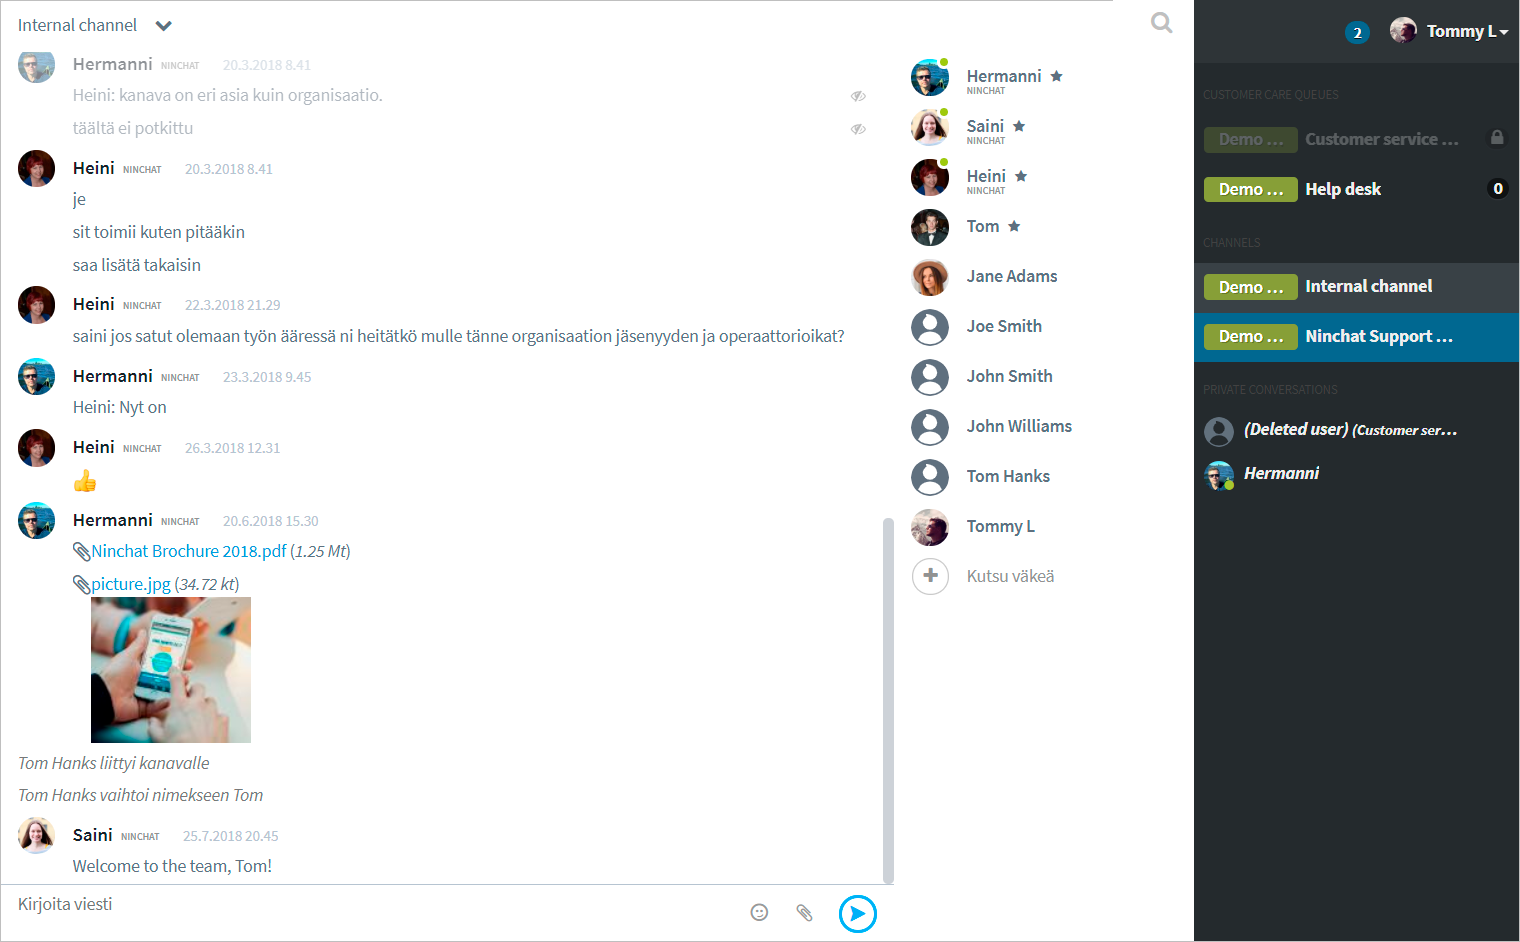 Internal channel
Hermanni NINCHAT 20.3.2018 8.41
Heini: kanava on eri asia kuin organisaatio.
täältä ei potkittu
Heini NINCHAT 20.3.2018 8.41
je
sit toimii kuten pitääkin
saa lisätä takaisin
Heini NINCHAT 22.3.2018 21.29
saini jos satut olemaan työn ääressä ni heitätkö mulle tänne organisaation jäsenyyden ja operaattorioikat?
Hermanni NINCHAT 23.3.2018 9.45
Heini: Nyt on
Heini NINCHAT 26.3.2018 12.31
Hermanni NINCHAT 20.6.2018 15.30
Ninchat Brochure 2018.pdf (1.25 Mt)
picture.jpg (34.72 kt)
Tom Hanks liittyi kanavalle
Tom Hanks vaihtoi nimekseen Tom
Saini NINCHAT 25.7.2018 20.45
Welcome to the team, Tom!
Kirjoita viesti
Hermanni
NINCHAT
Saini
NINCHAT
Heini
NINCHAT
Tom
Jane Adams
Joe Smith
John Smith
John Williams
Tom Hanks
Tommy L
Kutsu väkeä
2 Tommy L
CUSTOMER CARE QUEUES
Demo ... Customer service ...
Demo ... Help desk 0
CHANNELS
Demo ... Internal channel
Demo ... Ninchat Support ...
PRIVATE CONVERSATIONS
(Deleted user) (Customer ser...
Hermanni